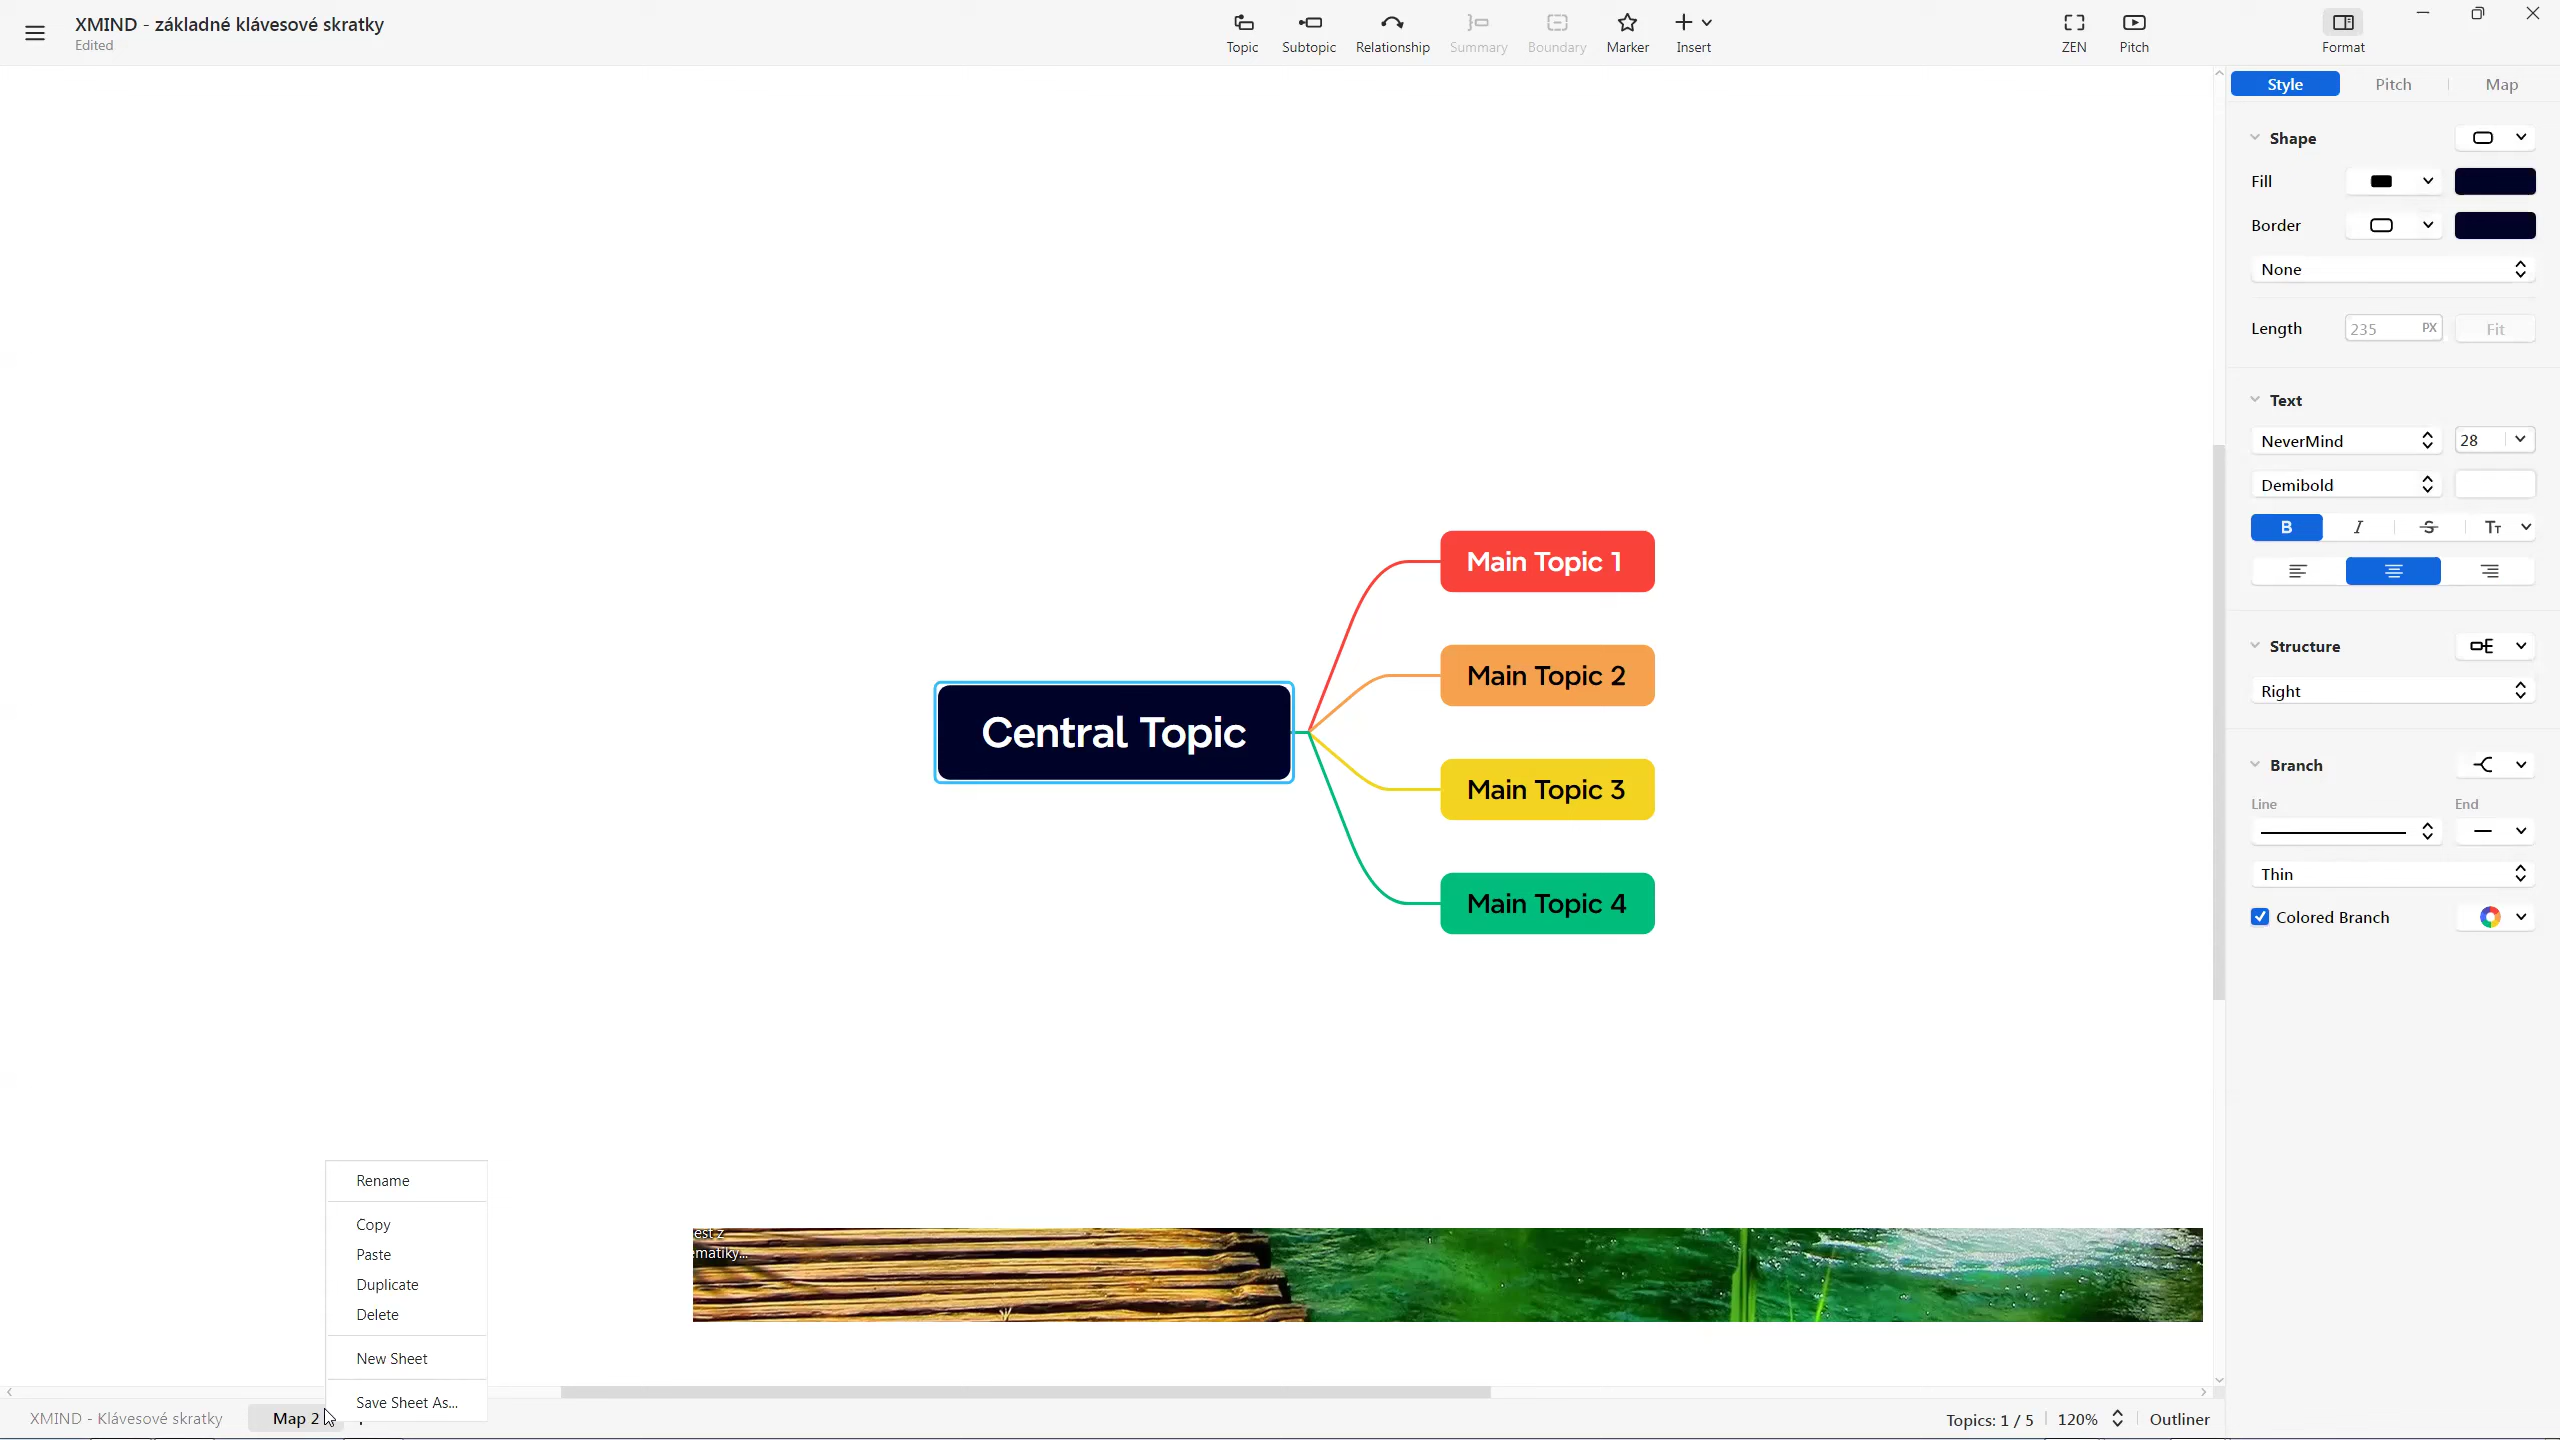 XMIND - základné klávesové skratky
Edited
Topic
Subtopic
Relationship
Summary
Boundary
Marker
Insert
ZEN
Pitch
Format
Style
Pitch
Map
Shape
Fill
Border
None
Length
235 PX
Fit
Text
NeverMind
28
Demibold
B
I
S
Tт
Structure
Right
Branch
Line
End
Thin
Colored Branch
Main Topic 1
Main Topic 2
Central Topic
Main Topic 3
Main Topic 4
Rename
Copy
Paste
Duplicate
Delete
New Sheet
Save Sheet As...
XMIND - Klávesové skratky
Map 2
Topics: 1 / 5
120%
Outliner